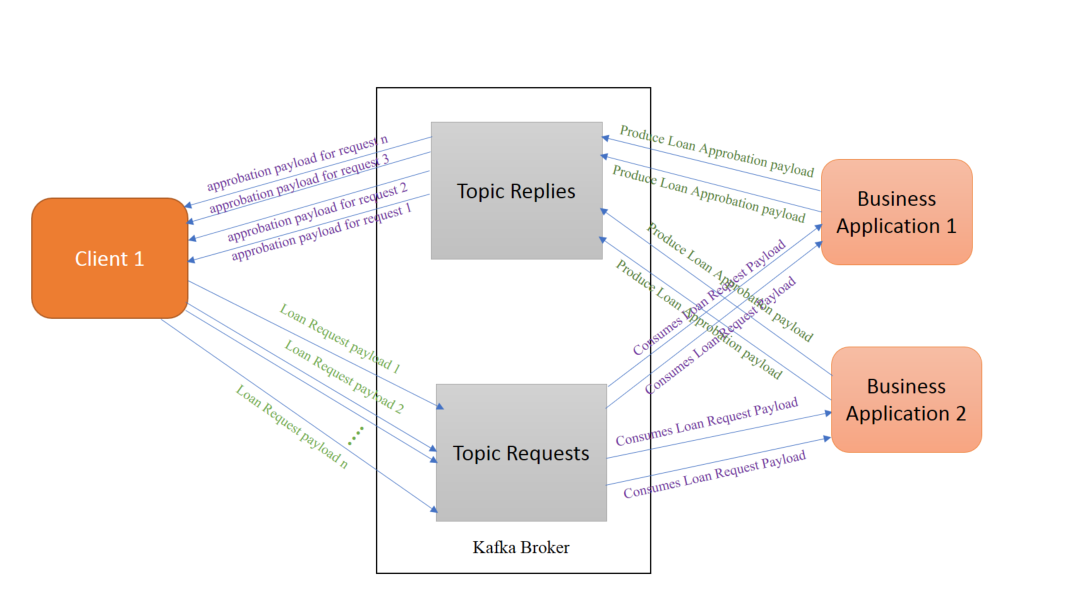 approbation payload for request n
approbation payload for request 3
approbation payload for request 2
approbation payload for request 1
Topic Replies
Produce Loan Approbation payload
Produce Loan Approbation payload
Business
Application 1
Client 1
Produce Loan Approbation payload
Produce Loan Approbation payload
Consumes Loan Request Payload
Consumes Loan Request Payload
Loan Request payload 1
Loan Request payload 2
Loan Request payload n
Topic Requests
Consumes Loan Request Payload
Consumes Loan Request Payload
Business
Application 2
Kafka Broker